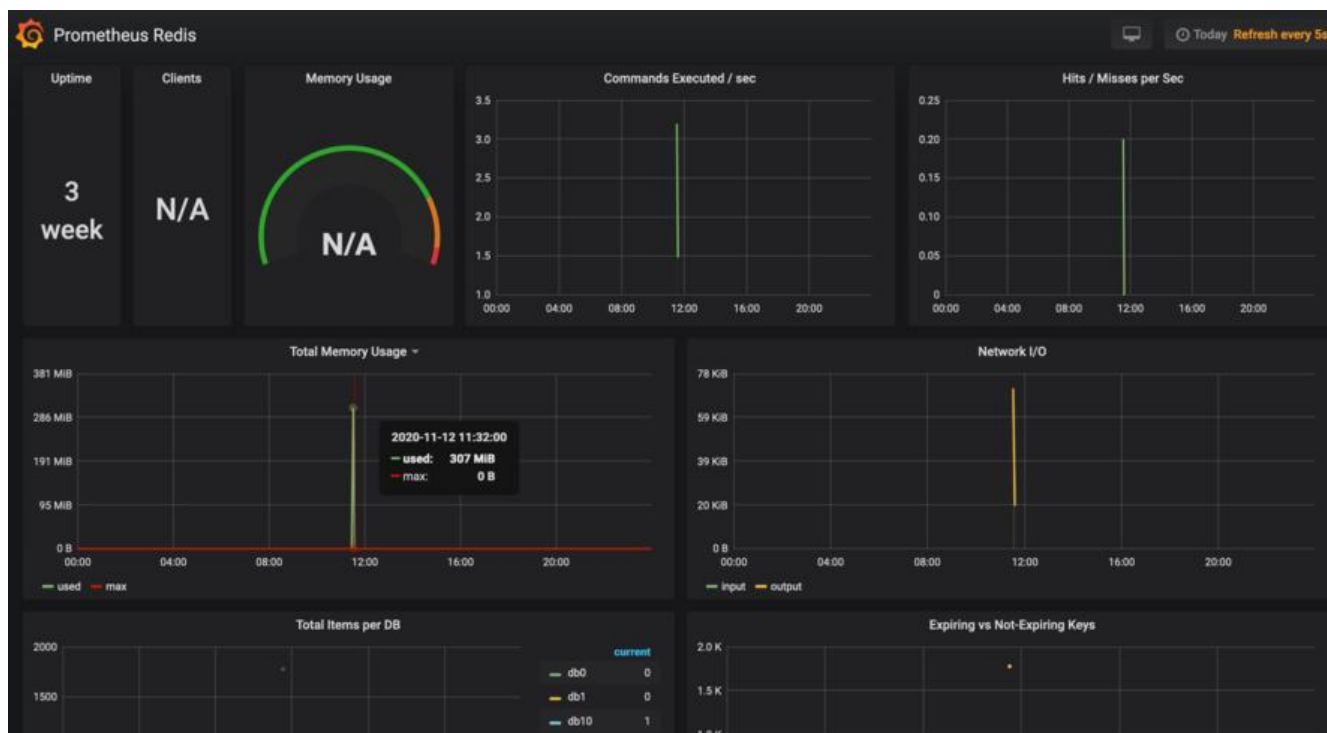 Prometheus Redis
Today Refresh every 5s
Uptime
3
week
Clients
N/A
Memory Usage
N/A
Commands Executed / sec
3.5
3.0
2.5
2.0
1.5
1.0
00:00 04:00 08:00 12:00 16:00 20:00
Hits / Misses per Sec
0.25
0.20
0.15
0.10
0.05
0
00:00 04:00 08:00 12:00 16:00 20:00
Total Memory Usage
381 MiB
286 MiB
191 MiB
95 MiB
0 B
00:00 04:00 08:00 12:00 16:00 20:00
2020-11-12 11:32:00
used: 307 MiB
max: 0 B
used max
Network I/O
78 KiB
59 KiB
39 KiB
20 KiB
0 B
00:00 04:00 08:00 12:00 16:00 20:00
input output
Total Items per DB
2000
1500
current
db0 0
db1 0
db10 1
Expiring vs Not-Expiring Keys
2.0 K
1.5 K